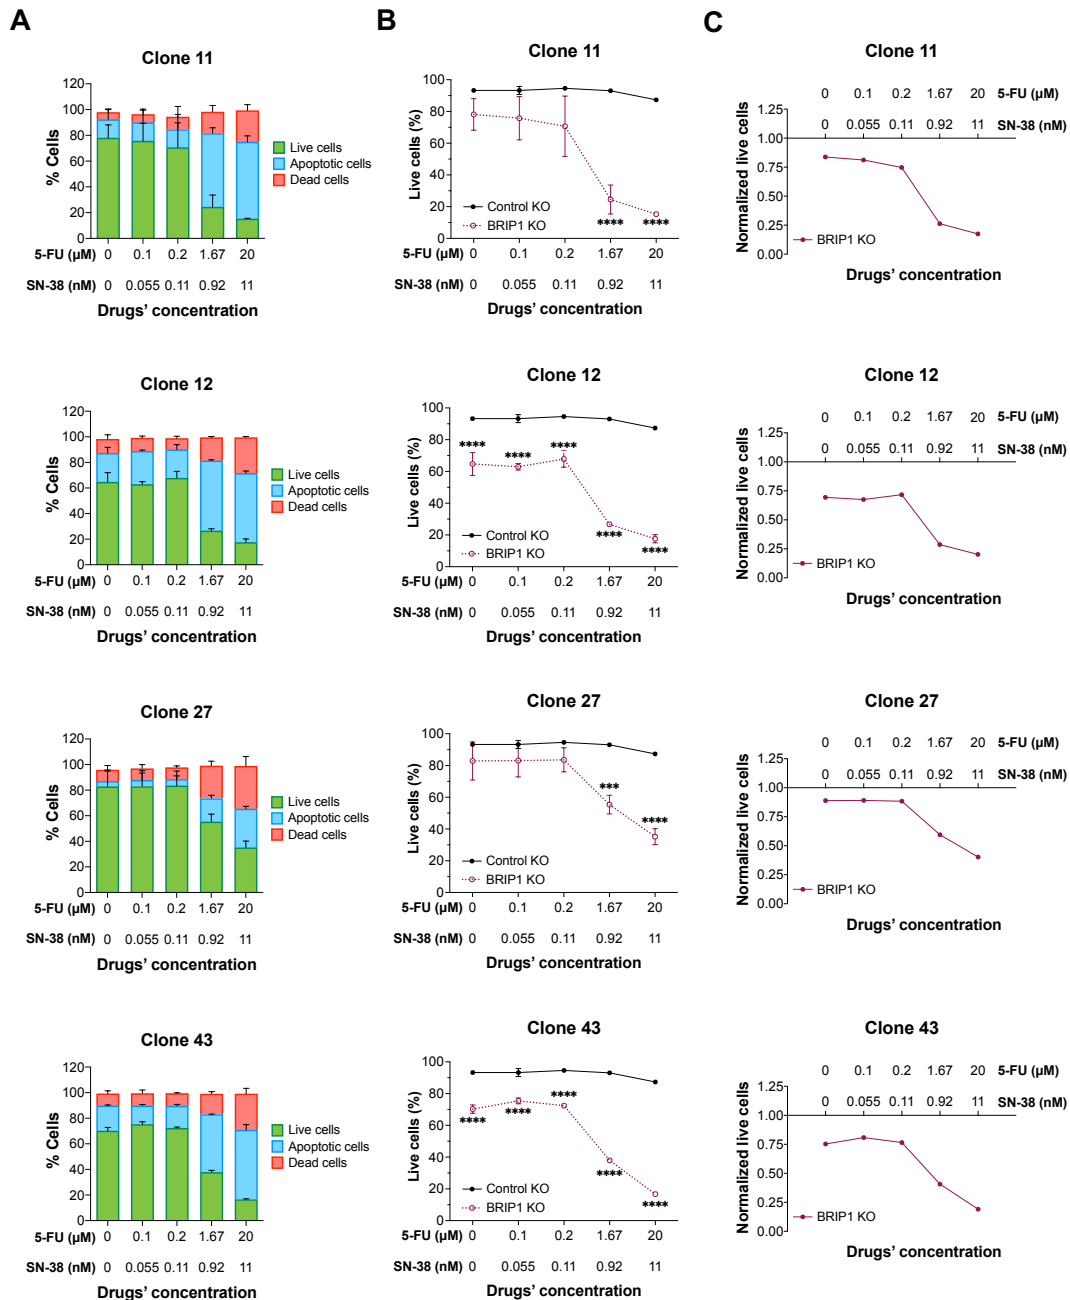 A
B
C
Clone 11
120
100
80
60
40
20
0
% Cells
Live cells
Apoptotic cells
Dead cells
5-FU (μM) 0 0.1 0.2 1.67 20
SN-38 (nM) 0 0.055 0.11 0.92 11
Drugs' concentration
Clone 11
100
80
60
40
20
0
Live cells (%)
Control KO
BRIP1 KO
**** ****
5-FU (μM) 0 0.1 0.2 1.67 20
SN-38 (nM) 0 0.055 0.11 0.92 11
Drugs' concentration
Clone 11
0 0.1 0.2 1.67 20 5-FU (μM)
0 0.055 0.11 0.92 11 SN-38 (nM)
1.25
1.00
0.75
0.50
0.25
0.00
Normalized live cells
BRIP1 KO
Drugs' concentration
Clone 12
120
100
80
60
40
20
0
% Cells
Live cells
Apoptotic cells
Dead cells
5-FU (μM) 0 0.1 0.2 1.67 20
SN-38 (nM) 0 0.055 0.11 0.92 11
Drugs' concentration
Clone 12
100
80
60
40
20
0
Live cells (%)
**** **** **** **** ****
Control KO
BRIP1 KO
5-FU (μM) 0 0.1 0.2 1.67 20
SN-38 (nM) 0 0.055 0.11 0.92 11
Drugs' concentration
Clone 12
0 0.1 0.2 1.67 20 5-FU (μM)
0 0.055 0.11 0.92 11 SN-38 (nM)
1.25
1.00
0.75
0.50
0.25
0.00
Normalized live cells
BRIP1 KO
Drugs' concentration
Clone 27
120
100
80
60
40
20
0
% Cells
Live cells
Apoptotic cells
Dead cells
5-FU (μM) 0 0.1 0.2 1.67 20
SN-38 (nM) 0 0.055 0.11 0.92 11
Drugs' concentration
Clone 27
100
80
60
40
20
0
Live cells (%)
*** ****
Control KO
BRIP1 KO
5-FU (μM) 0 0.1 0.2 1.67 20
SN-38 (nM) 0 0.055 0.11 0.92 11
Drugs' concentration
Clone 27
0 0.1 0.2 1.67 20 5-FU (μM)
0 0.055 0.11 0.92 11 SN-38 (nM)
1.25
1.00
0.75
0.50
0.25
0.00
Normalized live cells
BRIP1 KO
Drugs' concentration
Clone 43
120
100
80
60
40
20
0
% Cells
Live cells
Apoptotic cells
Dead cells
5-FU (μM) 0 0.1 0.2 1.67 20
SN-38 (nM) 0 0.055 0.11 0.92 11
Drugs' concentration
Clone 43
100
80
60
40
20
0
Live cells (%)
**** **** **** **** ****
Control KO
BRIP1 KO
5-FU (μM) 0 0.1 0.2 1.67 20
SN-38 (nM) 0 0.055 0.11 0.92 11
Drugs' concentration
Clone 43
0 0.1 0.2 1.67 20 5-FU (μM)
0 0.055 0.11 0.92 11 SN-38 (nM)
1.25
1.00
0.75
0.50
0.25
0.00
Normalized live cells
BRIP1 KO
Drugs' concentration